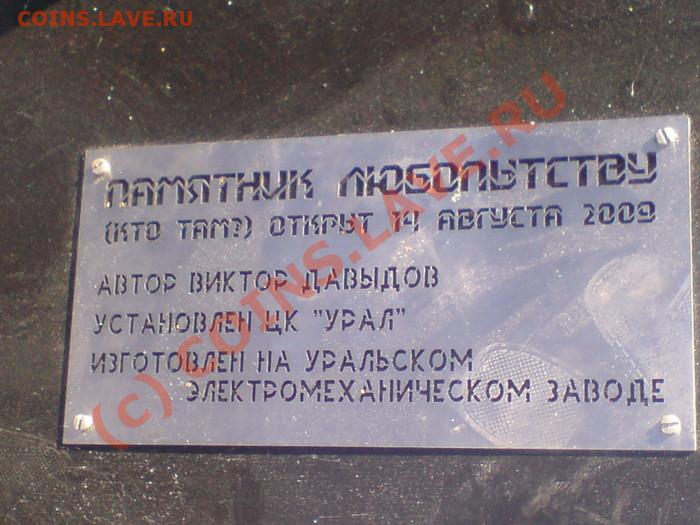 COINS.LAVE.RU
ПАМЯТНИК ЛЮБОПЫТСТВУ
(КТО ТАМ?) ОТКРЫТ 14 АВГУСТА 2009
АВТОР ВИКТОР ДАВЫДОВ
УСТАНОВЛЕН ЦК "УРАЛ"
ИЗГОТОВЛЕН НА УРАЛЬСКОМ
ЭЛЕКТРОМЕХАНИЧЕСКОМ ЗАВОДЕ
(c) COINS.LAVE.RU